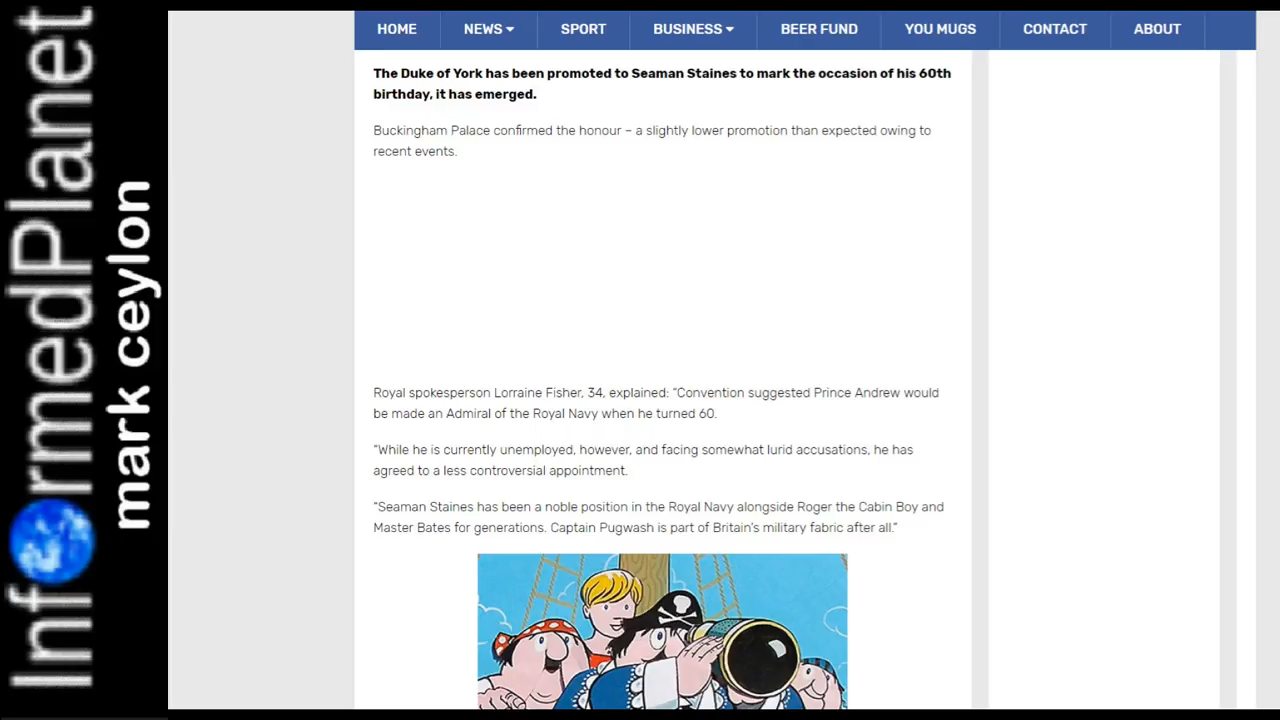 InformedPlanet
mark ceylon
HOME NEWS SPORT BUSINESS BEER FUND YOU MUGS CONTACT ABOUT
The Duke of York has been promoted to Seaman Staines to mark the occasion of his 60th
birthday, it has emerged.
Buckingham Palace confirmed the honour – a slightly lower promotion than expected owing to
recent events.
Royal spokesperson Lorraine Fisher, 34, explained: “Convention suggested Prince Andrew would
be made an Admiral of the Royal Navy when he turned 60.
“While he is currently unemployed, however, and facing somewhat lurid accusations, he has
agreed to a less controversial appointment.
“Seaman Staines has been a noble position in the Royal Navy alongside Roger the Cabin Boy and
Master Bates for generations. Captain Pugwash is part of Britain’s military fabric after all.”